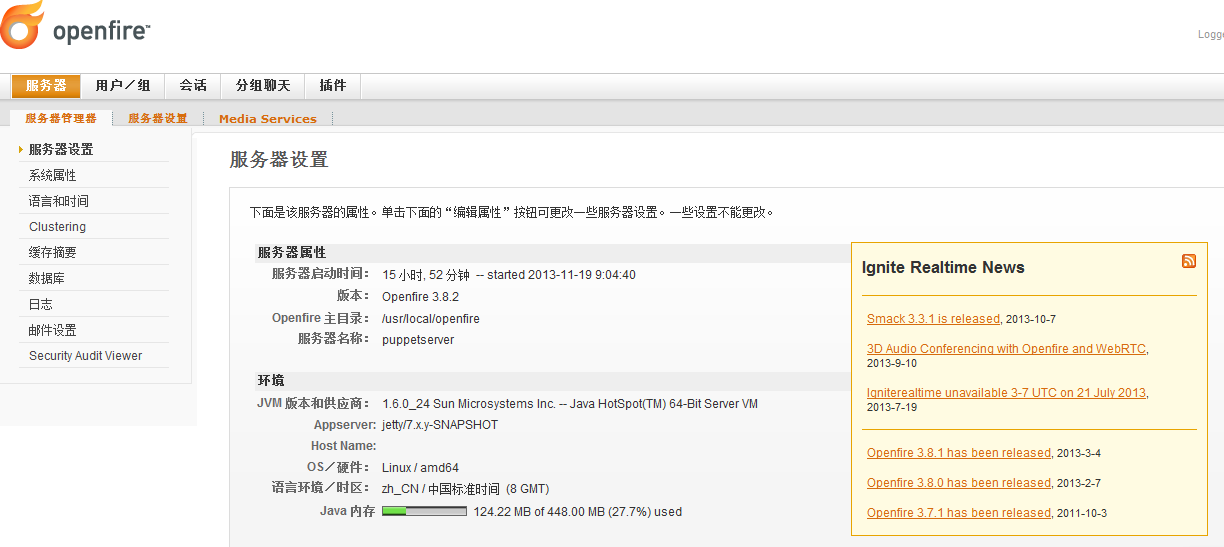 openfire™
Logge
服务器 用户／组 会话 分组聊天 插件
服务器管理器 服务器设置 Media Services
服务器设置
系统属性
语言和时间
Clustering
缓存摘要
数据库
日志
邮件设置
Security Audit Viewer
服务器设置
下面是该服务器的属性。单击下面的“编辑属性”按钮可更改一些服务器设置。一些设置不能更改。
服务器属性
服务器启动时间： 15 小时, 52 分钟 -- started 2013-11-19 9:04:40
版本： Openfire 3.8.2
Openfire 主目录： /usr/local/openfire
服务器名称： puppetserver
环境
JVM 版本和供应商： 1.6.0_24 Sun Microsystems Inc. -- Java HotSpot(TM) 64-Bit Server VM
Appserver: jetty/7.x.y-SNAPSHOT
Host Name:
OS／硬件： Linux / amd64
语言环境／时区： zh_CN / 中国标准时间 (8 GMT)
Java 内存 124.22 MB of 448.00 MB (27.7%) used
Ignite Realtime News
Smack 3.3.1 is released, 2013-10-7
3D Audio Conferencing with Openfire and WebRTC,
2013-9-10
Igniterealtime unavailable 3-7 UTC on 21 July 2013,
2013-7-19
Openfire 3.8.1 has been released, 2013-3-4
Openfire 3.8.0 has been released, 2013-2-7
Openfire 3.7.1 has been released, 2011-10-3